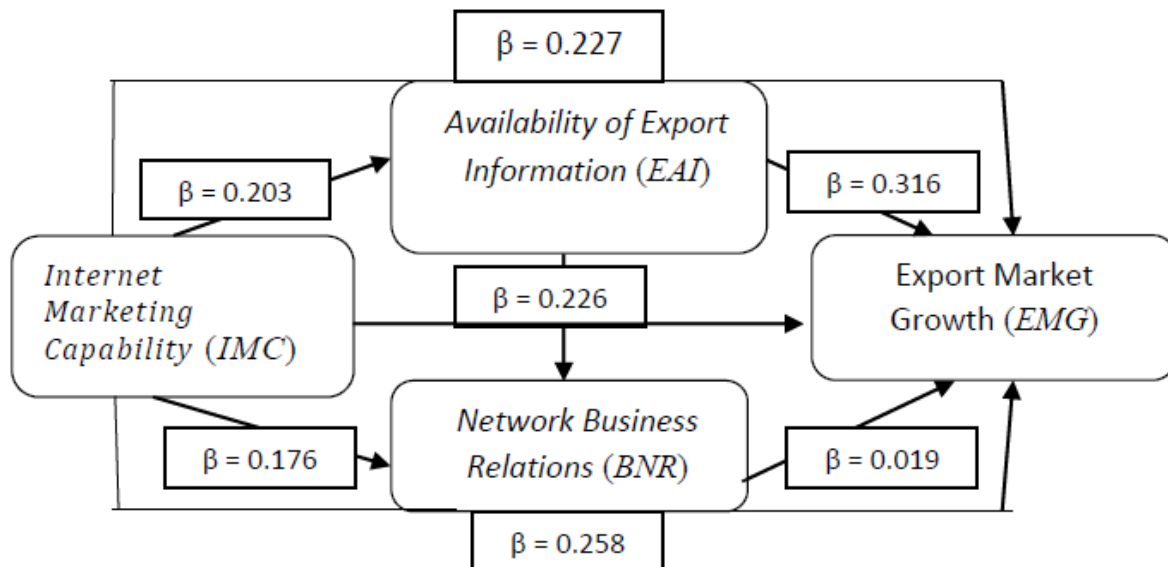 β = 0.227
Availability of Export
Information (EAI)
β = 0.203
β = 0.316
Internet
Marketing
Capability (IMC)
β = 0.226
Export Market
Growth (EMG)
Network Business
Relations (BNR)
β = 0.176
β = 0.019
β = 0.258